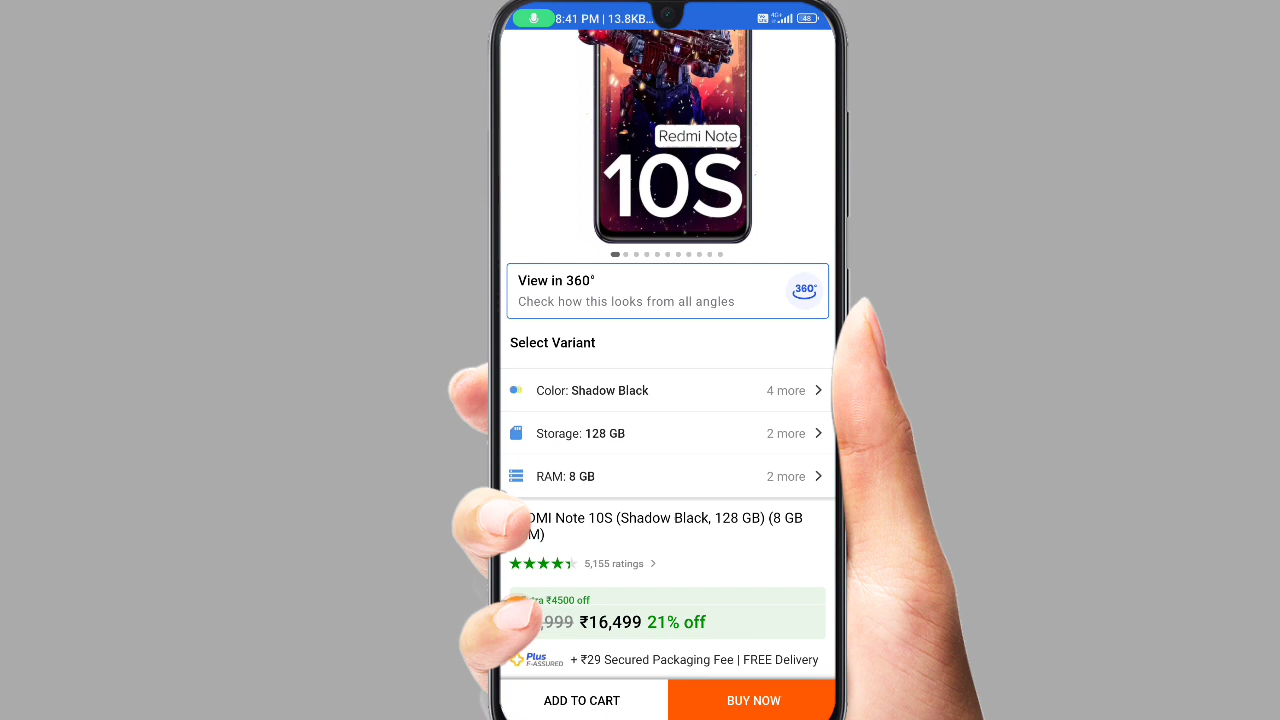 8:41 PM | 13.8KB...
4G+
48
Redmi Note
10S
View in 360°
Check how this looks from all angles
360°
Select Variant
Color: Shadow Black
4 more
Storage: 128 GB
2 more
RAM: 8 GB
2 more
Note 10S (Shadow Black, 128 GB) (8 GB
5,155 ratings
₹4500 off
₹16,499 21% off
Plus
F-ASSURED
+ ₹29 Secured Packaging Fee | FREE Delivery
ADD TO CART
BUY NOW